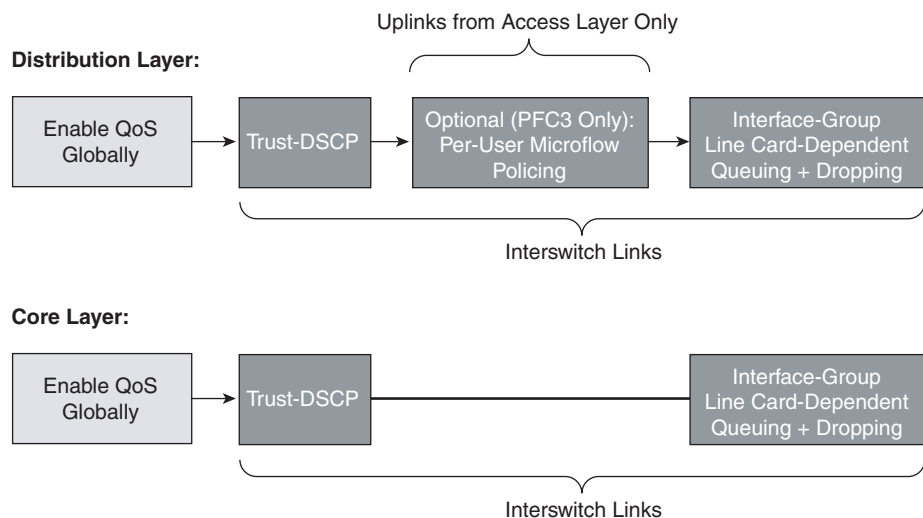 Uplinks from Access Layer Only
Distribution Layer:
Enable QoS
Globally
Trust-DSCP
Optional (PFC3 Only):
Per-User Microflow
Policing
Interface-Group
Line Card-Dependent
Queuing + Dropping
Interswitch Links
Core Layer:
Enable QoS
Globally
Trust-DSCP
Interface-Group
Line Card-Dependent
Queuing + Dropping
Interswitch Links